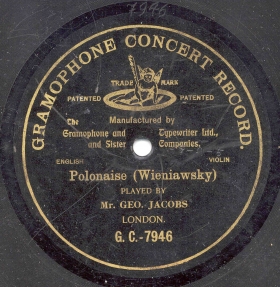 7946
GRAMOPHONE CONCERT RECORD.
TRADE MARK
PATENTED PATENTED
Manufactured by
The Gramophone and Typewriter Ltd.,
and Sister Companies.
ENGLISH VIOLIN
Polonaise (Wieniawsky)
PLAYED BY
Mr. GEO. JACOBS
LONDON.
G. C.-7946